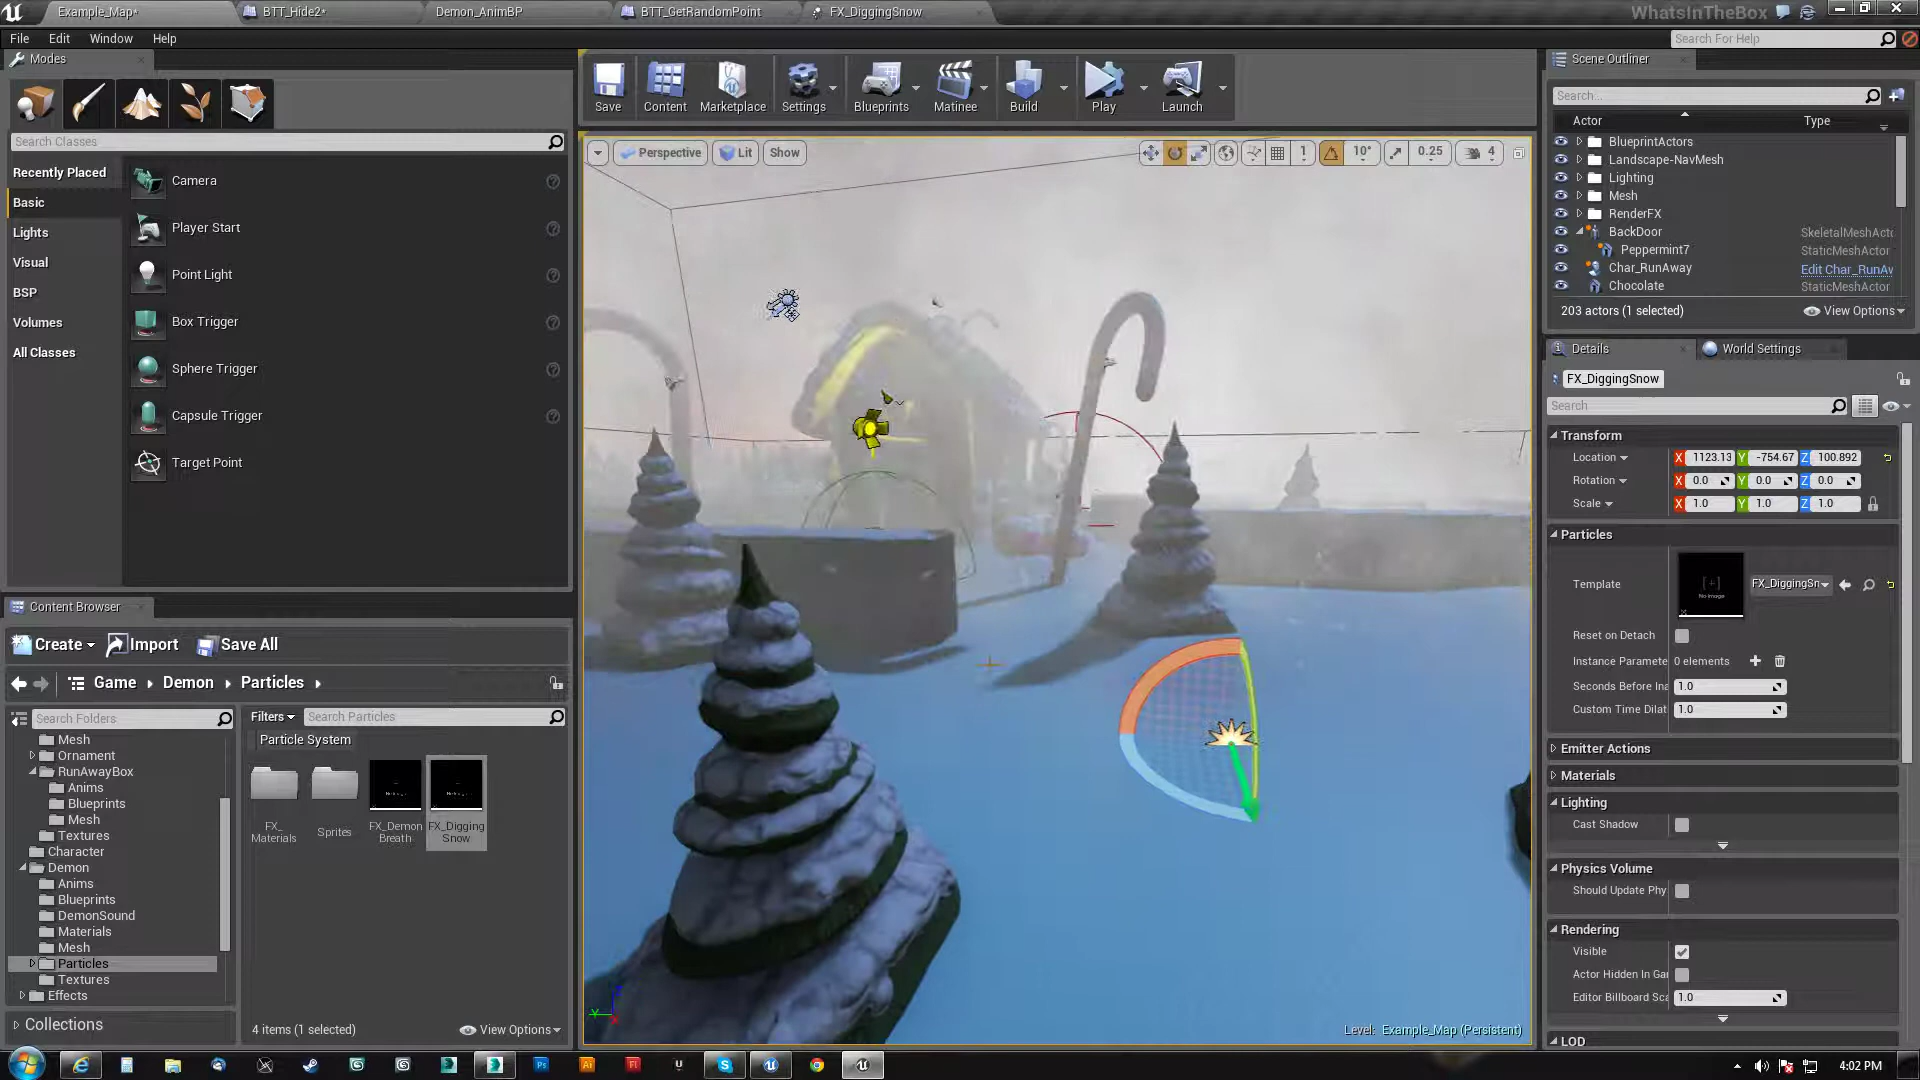 Example_Map*
BTT_Hide2*
Demon_AnimBP
BTT_GetRandomPoint
FX_DiggingSnow
WhatsInTheBox
File Edit Window Help
Search For Help
Modes
Search Classes
Recently Placed
Basic
Lights
Visual
BSP
Volumes
All Classes
Camera
Player Start
Point Light
Box Trigger
Sphere Trigger
Capsule Trigger
Target Point
Save
Content
Marketplace
Settings
Blueprints
Matinee
Build
Play
Launch
Perspective
Lit
Show
1
10°
0.25
4
Level: Example_Map (Persistent)
Content Browser
Create
Import
Save All
Game
Demon
Particles
Search Folders
Mesh
Ornament
RunAwayBox
Anims
Blueprints
Mesh
Textures
Character
Demon
Anims
Blueprints
DemonSound
Materials
Mesh
Particles
Textures
Effects
Collections
Filters
Search Particles
Particle System
FX_
Materials
Sprites
FX_Demon
Breath
FX_Digging
Snow
4 items (1 selected)
View Options
Scene Outliner
Search...
Actor
Type
BlueprintActors
Landscape-NavMesh
Lighting
Mesh
RenderFX
BackDoor
SkeletalMeshActo
Peppermint7
StaticMeshActor
Char_RunAway
Edit Char_RunAv
Chocolate
StaticMeshActor
203 actors (1 selected)
View Options
Details
World Settings
FX_DiggingSnow
Search
Transform
Location
X 1123.13
Y -754.67
Z 100.892
Rotation
X 0.0
Y 0.0
Z 0.0
Scale
X 1.0
Y 1.0
Z 1.0
Particles
Template
No Image
FX_DiggingSn
Reset on Detach
Instance Paramete
0 elements
Seconds Before Ina
1.0
Custom Time Dilat
1.0
Emitter Actions
Materials
Lighting
Cast Shadow
Physics Volume
Should Update Phy
Rendering
Visible
Actor Hidden In Gar
Editor Billboard Sca
1.0
LOD
4:02 PM